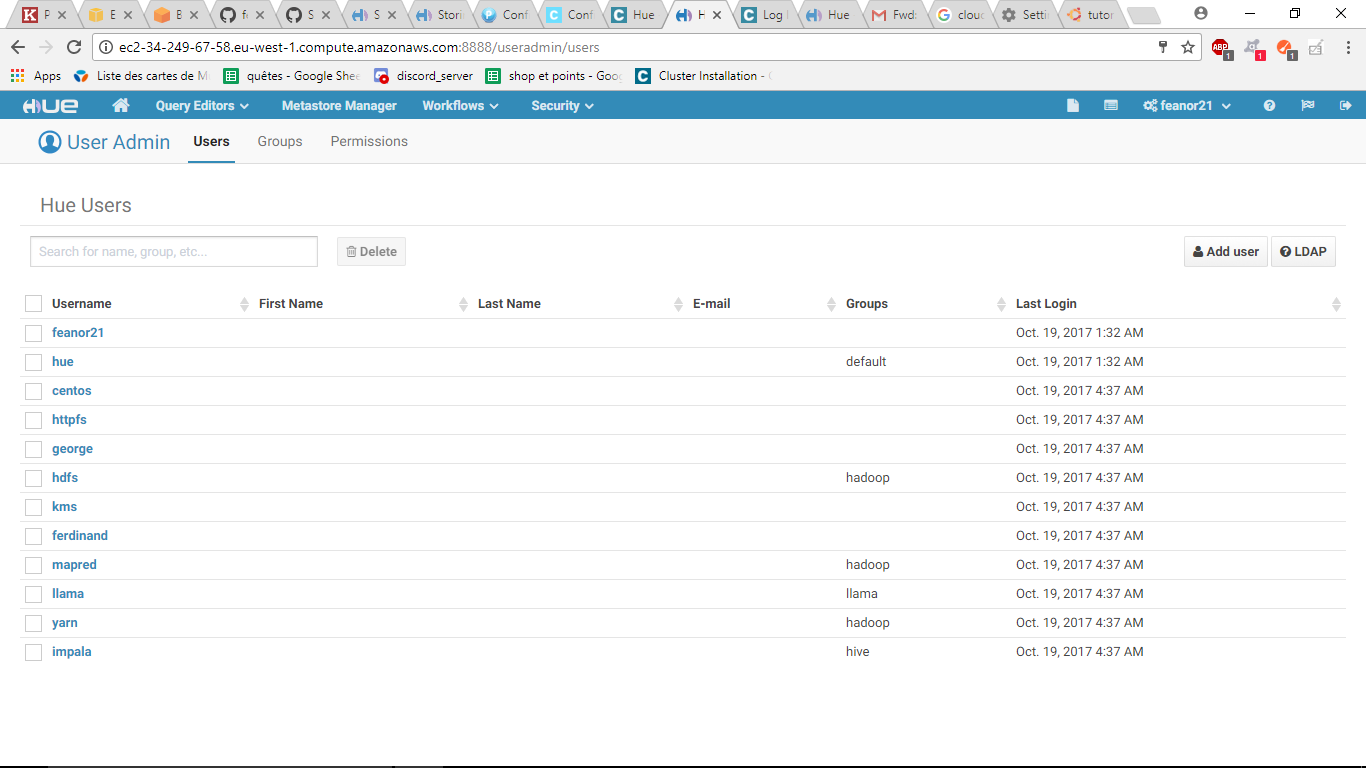 P E B f S S Stori Conf Conf Hue H Log Hue Fwd: clou Setti tutor
ec2-34-249-67-58.eu-west-1.compute.amazonaws.com:8888/useradmin/users
Apps Liste des cartes de M quêtes - Google Shee discord_server shop et points - Goo Cluster Installation -
HUE Query Editors Metastore Manager Workflows Security feanor21
User Admin Users Groups Permissions
Hue Users
Search for name, group, etc... Delete Add user LDAP
Username First Name Last Name E-mail Groups Last Login
feanor21 Oct. 19, 2017 1:32 AM
hue default Oct. 19, 2017 1:32 AM
centos Oct. 19, 2017 4:37 AM
httpfs Oct. 19, 2017 4:37 AM
george Oct. 19, 2017 4:37 AM
hdfs hadoop Oct. 19, 2017 4:37 AM
kms Oct. 19, 2017 4:37 AM
ferdinand Oct. 19, 2017 4:37 AM
mapred hadoop Oct. 19, 2017 4:37 AM
llama llama Oct. 19, 2017 4:37 AM
yarn hadoop Oct. 19, 2017 4:37 AM
impala hive Oct. 19, 2017 4:37 AM